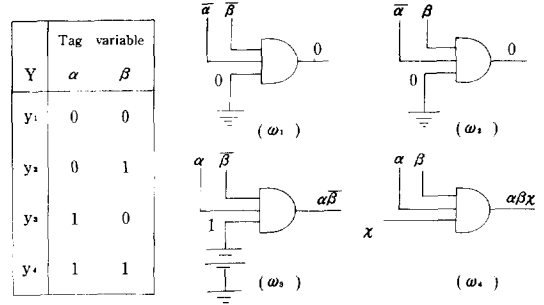 Tag variable
Y α β
y₁ 0 0
y₂ 0 1
y₃ 1 0
y₄ 1 1
α̅ β̅
0
0
(ω₁)
α̅ β
0
0
(ω₂)
α β̅
αβ̅
1
(ω₃)
α β
αβχ
χ
(ω₄)